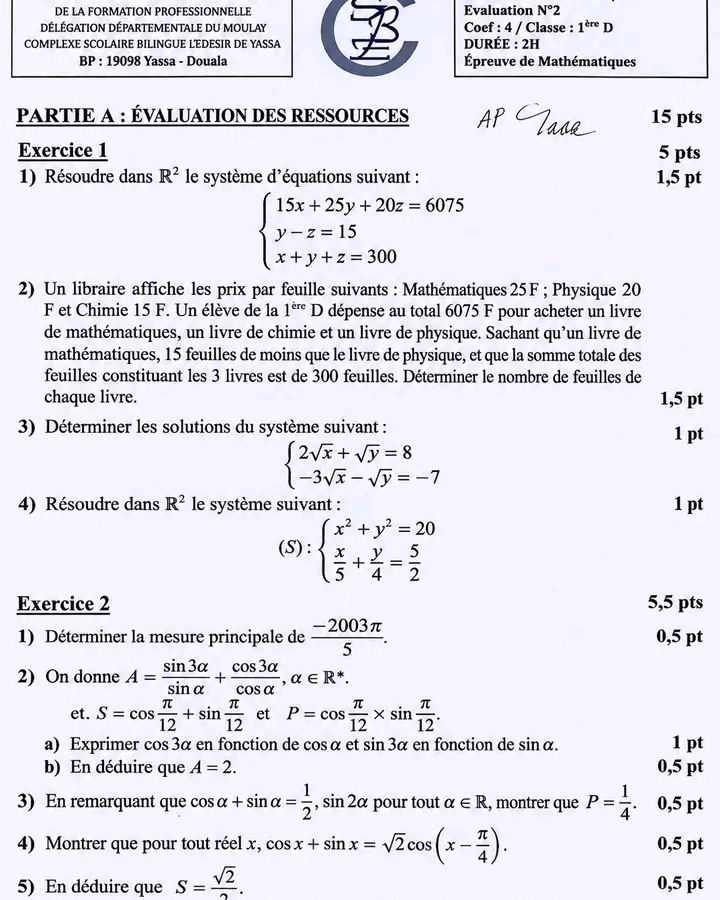 DE LA FORMATION PROFESSIONNELLE
DÉLÉGATION DÉPARTEMENTALE DU MOULAY
COMPLEXE SCOLAIRE BILINGUE L'EDESIR DE YASSA
BP : 19098 Yassa - Douala
Evaluation N°2
Coef : 4 / Classe : 1ère D
DURÉE : 2H
Épreuve de Mathématiques
PARTIE A : ÉVALUATION DES RESSOURCES AP 15 pts
Exercice 1 5 pts
1) Résoudre dans ℝ² le système d'équations suivant : 1,5 pt
15x + 25y + 20z = 6075
y − z = 15
x + y + z = 300
2) Un libraire affiche les prix par feuille suivants : Mathématiques 25 F ; Physique 20
F et Chimie 15 F. Un élève de la 1ère D dépense au total 6075 F pour acheter un livre
de mathématiques, un livre de chimie et un livre de physique. Sachant qu'un livre de
mathématiques, 15 feuilles de moins que le livre de physique, et que la somme totale des
feuilles constituant les 3 livres est de 300 feuilles. Déterminer le nombre de feuilles de
chaque livre. 1,5 pt
3) Déterminer les solutions du système suivant : 1 pt
2√x + √y = 8
−3√x − √y = −7
4) Résoudre dans ℝ² le système suivant : 1 pt
(S) : { x² + y² = 20
x/5 + y/4 = 5/2
Exercice 2 5,5 pts
1) Déterminer la mesure principale de −2003π/5. 0,5 pt
2) On donne A = sin 3α/sin α + cos 3α/cos α, α ∈ ℝ*.
et. S = cos π/12 + sin π/12 et P = cos π/12 × sin π/12.
a) Exprimer cos 3α en fonction de cos α et sin 3α en fonction de sin α. 1 pt
b) En déduire que A = 2. 0,5 pt
3) En remarquant que cos α + sin α = 1/2, sin 2α pour tout α ∈ ℝ, montrer que P = 1/4. 0,5 pt
4) Montrer que pour tout réel x, cos x + sin x = √2 cos (x − π/4). 0,5 pt
5) En déduire que S = √2/2. 0,5 pt